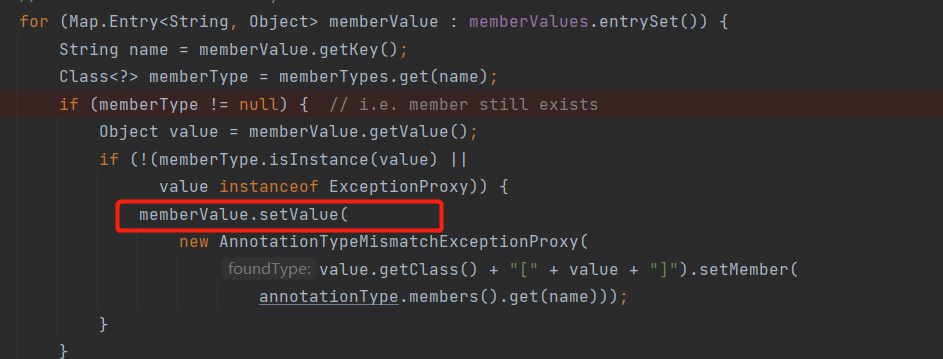 for (Map.Entry<String, Object> memberValue : memberValues.entrySet()) {
String name = memberValue.getKey();
Class<?> memberType = memberTypes.get(name);
if (memberType != null) {  // i.e. member still exists
Object value = memberValue.getValue();
if (!(memberType.isInstance(value) ||
value instanceof ExceptionProxy)) {
memberValue.setValue(
new AnnotationTypeMismatchExceptionProxy(
foundType: value.getClass() + "[" + value + "]").setMember(
annotationType.members().get(name)));
}
}